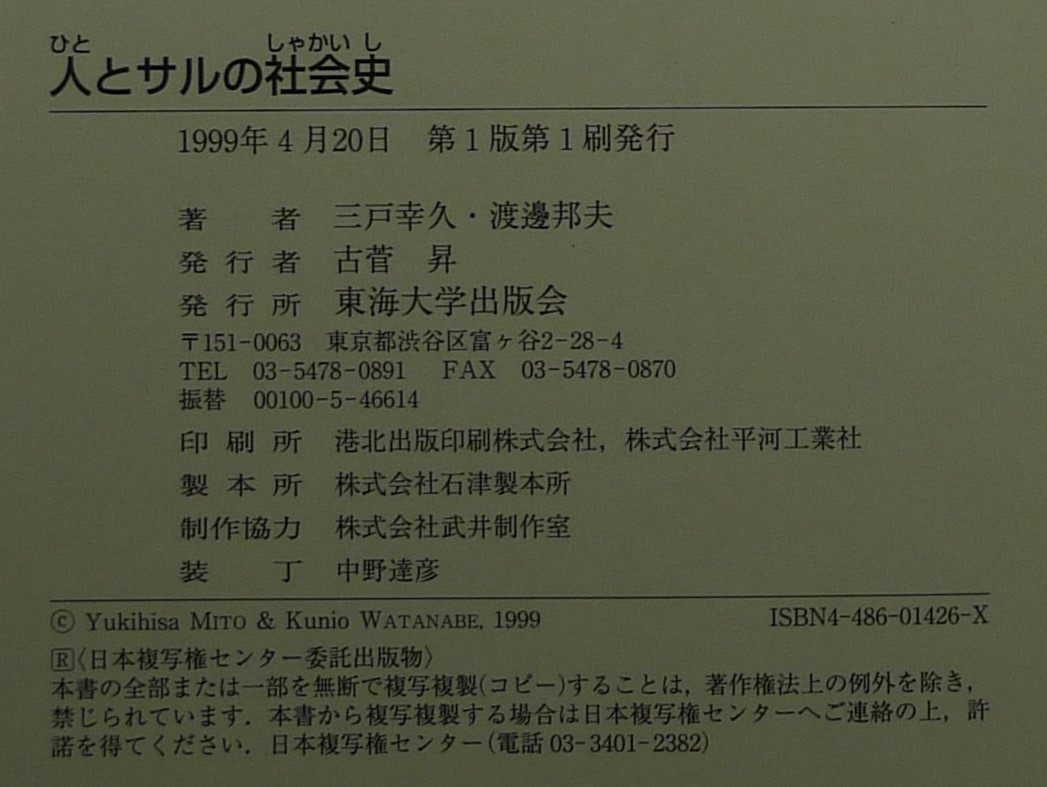 ひと しゃかい し
人とサルの社会史
1999年4月20日 第1版第1刷発行
著者 三戸幸久・渡邊邦夫
発行者 古菅 昇
発行所 東海大学出版会
〒151-0063 東京都渋谷区富ヶ谷2-28-4
TEL 03-5478-0891 FAX 03-5478-0870
振替 00100-5-46614
印刷所 港北出版印刷株式会社，株式会社平河工業社
製本所 株式会社石津製本所
制作協力 株式会社武井制作室
装丁 中野達彦
© Yukihisa MITO & Kunio WATANABE, 1999 ISBN4-486-01426-X
🅁〈日本複写権センター委託出版物〉
本書の全部または一部を無断で複写複製(コピー)することは，著作権法上の例外を除き，
禁じられています．本書から複写複製する場合は日本複写権センターへご連絡の上，許
諾を得てください．日本複写権センター(電話 03-3401-2382)